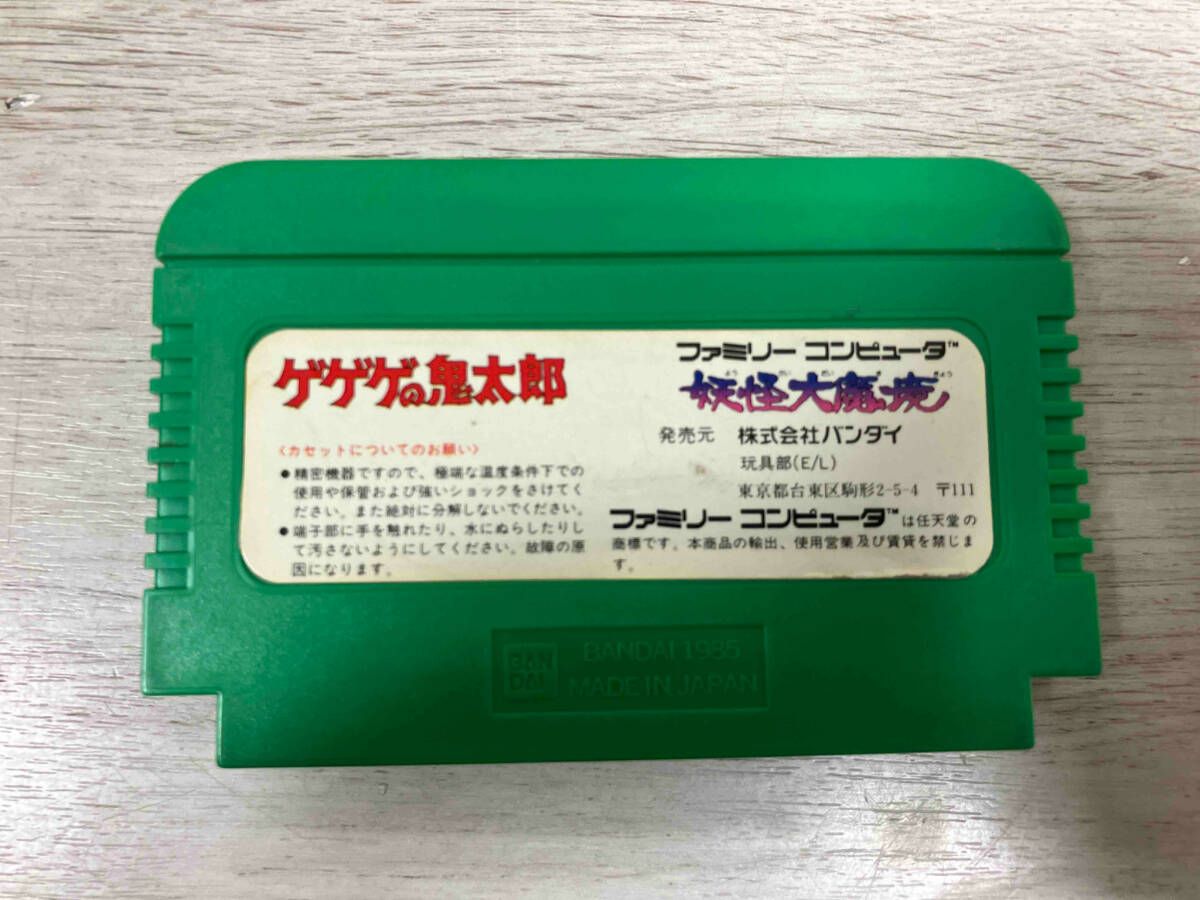 ゲゲゲの鬼太郎
〈カセットについてのお願い〉
●精密機器ですので、極端な温度条件下での
使用や保管および強いショックをさけてく
ださい。また絶対に分解しないでください。
●端子部に手を触れたり、水にぬらしたりし
て汚さないようにしてください。故障の原
因になります。
ファミリー コンピュータ™
よう かい だい ま きょう
妖怪大魔境
発売元 株式会社バンダイ
玩具部(E/L)
東京都台東区駒形2-5-4 〒111
ファミリー コンピュータ™は任天堂の
商標です。本商品の輸出、使用営業及び賃貸を禁じま
す。
BAN
DAI
BANDAI 1985
MADE IN JAPAN